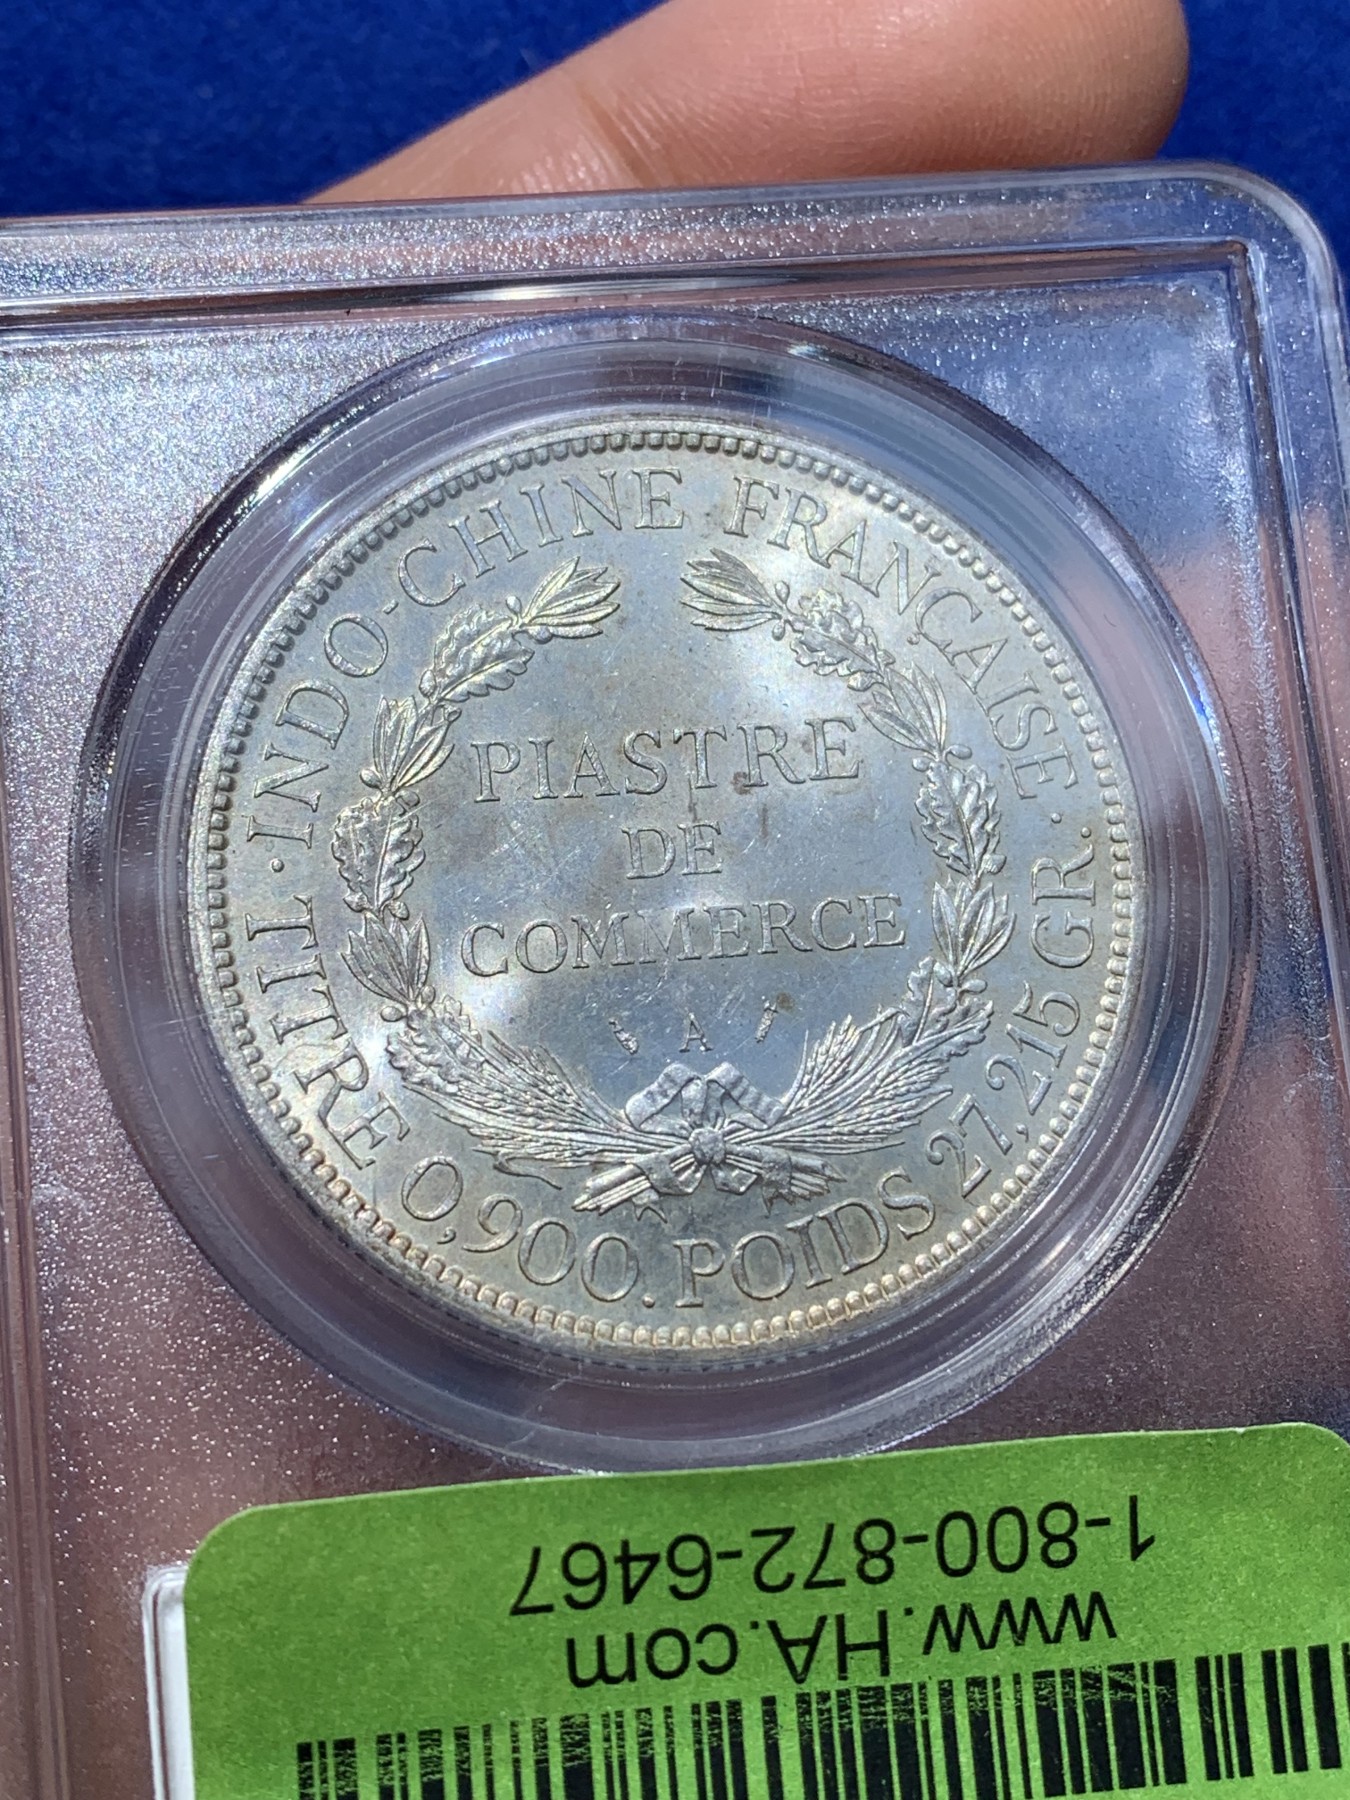 INDO-CHINE FRANÇAISE
PIASTRE
DE
COMMERCE
A
TITRE 0,900. POIDS 27,215 GR.
www.HA.com
1-800-872-6467